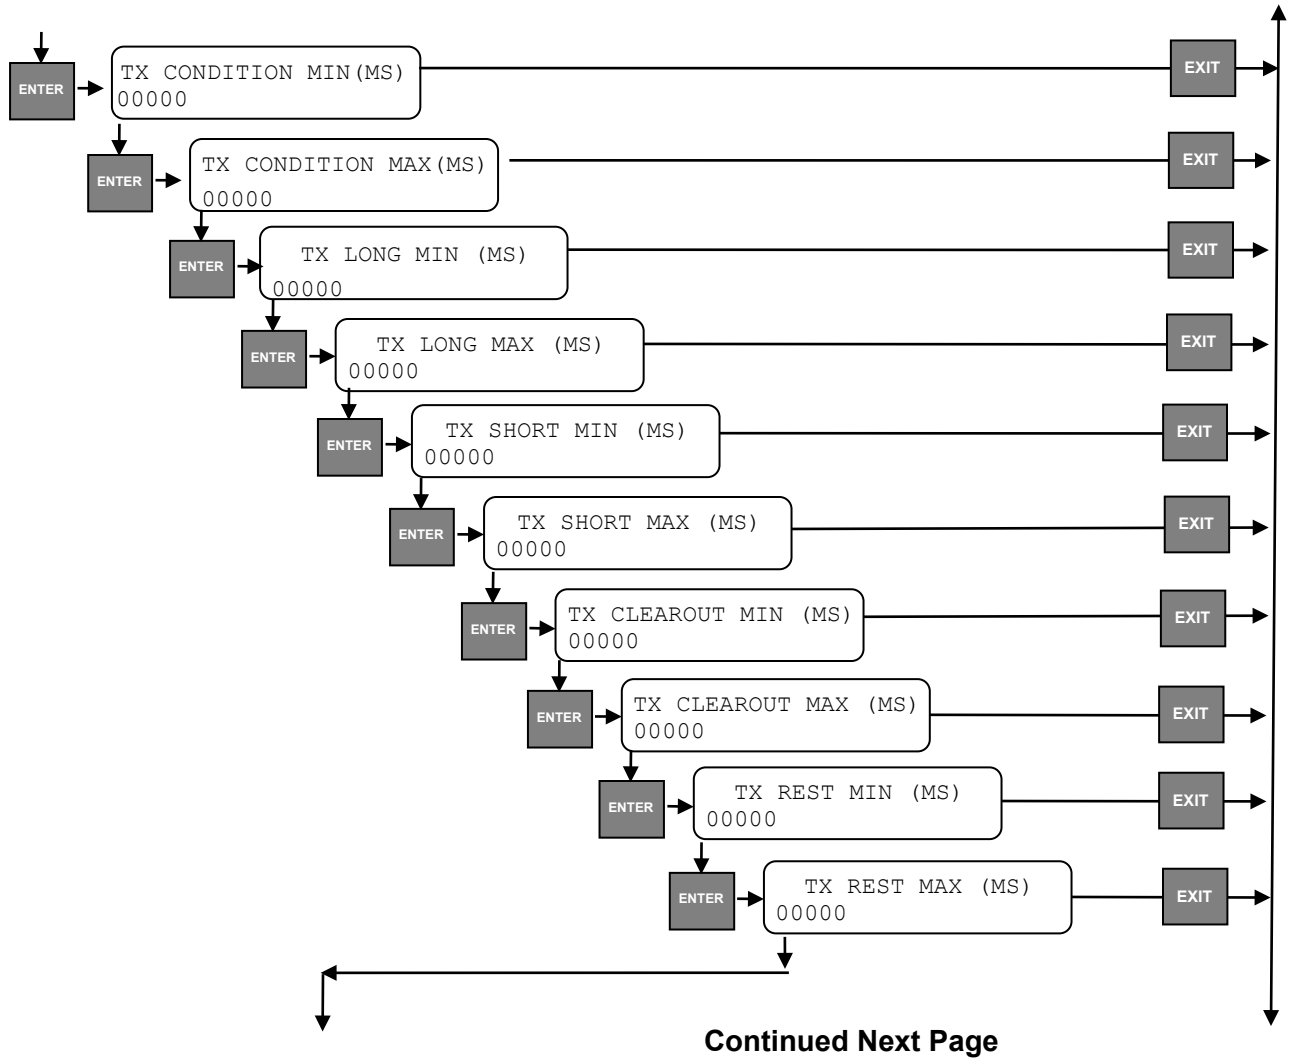 TX CONDITION MIN(MS)
00000
ENTER
EXIT
TX CONDITION MAX(MS)
00000
ENTER
EXIT
TX LONG MIN (MS)
00000
ENTER
EXIT
TX LONG MAX (MS)
00000
ENTER
EXIT
TX SHORT MIN (MS)
00000
ENTER
EXIT
TX SHORT MAX (MS)
00000
ENTER
EXIT
TX CLEAROUT MIN (MS)
00000
ENTER
EXIT
TX CLEAROUT MAX (MS)
00000
ENTER
EXIT
TX REST MIN (MS)
00000
ENTER
EXIT
TX REST MAX (MS)
00000
ENTER
EXIT
Continued Next Page